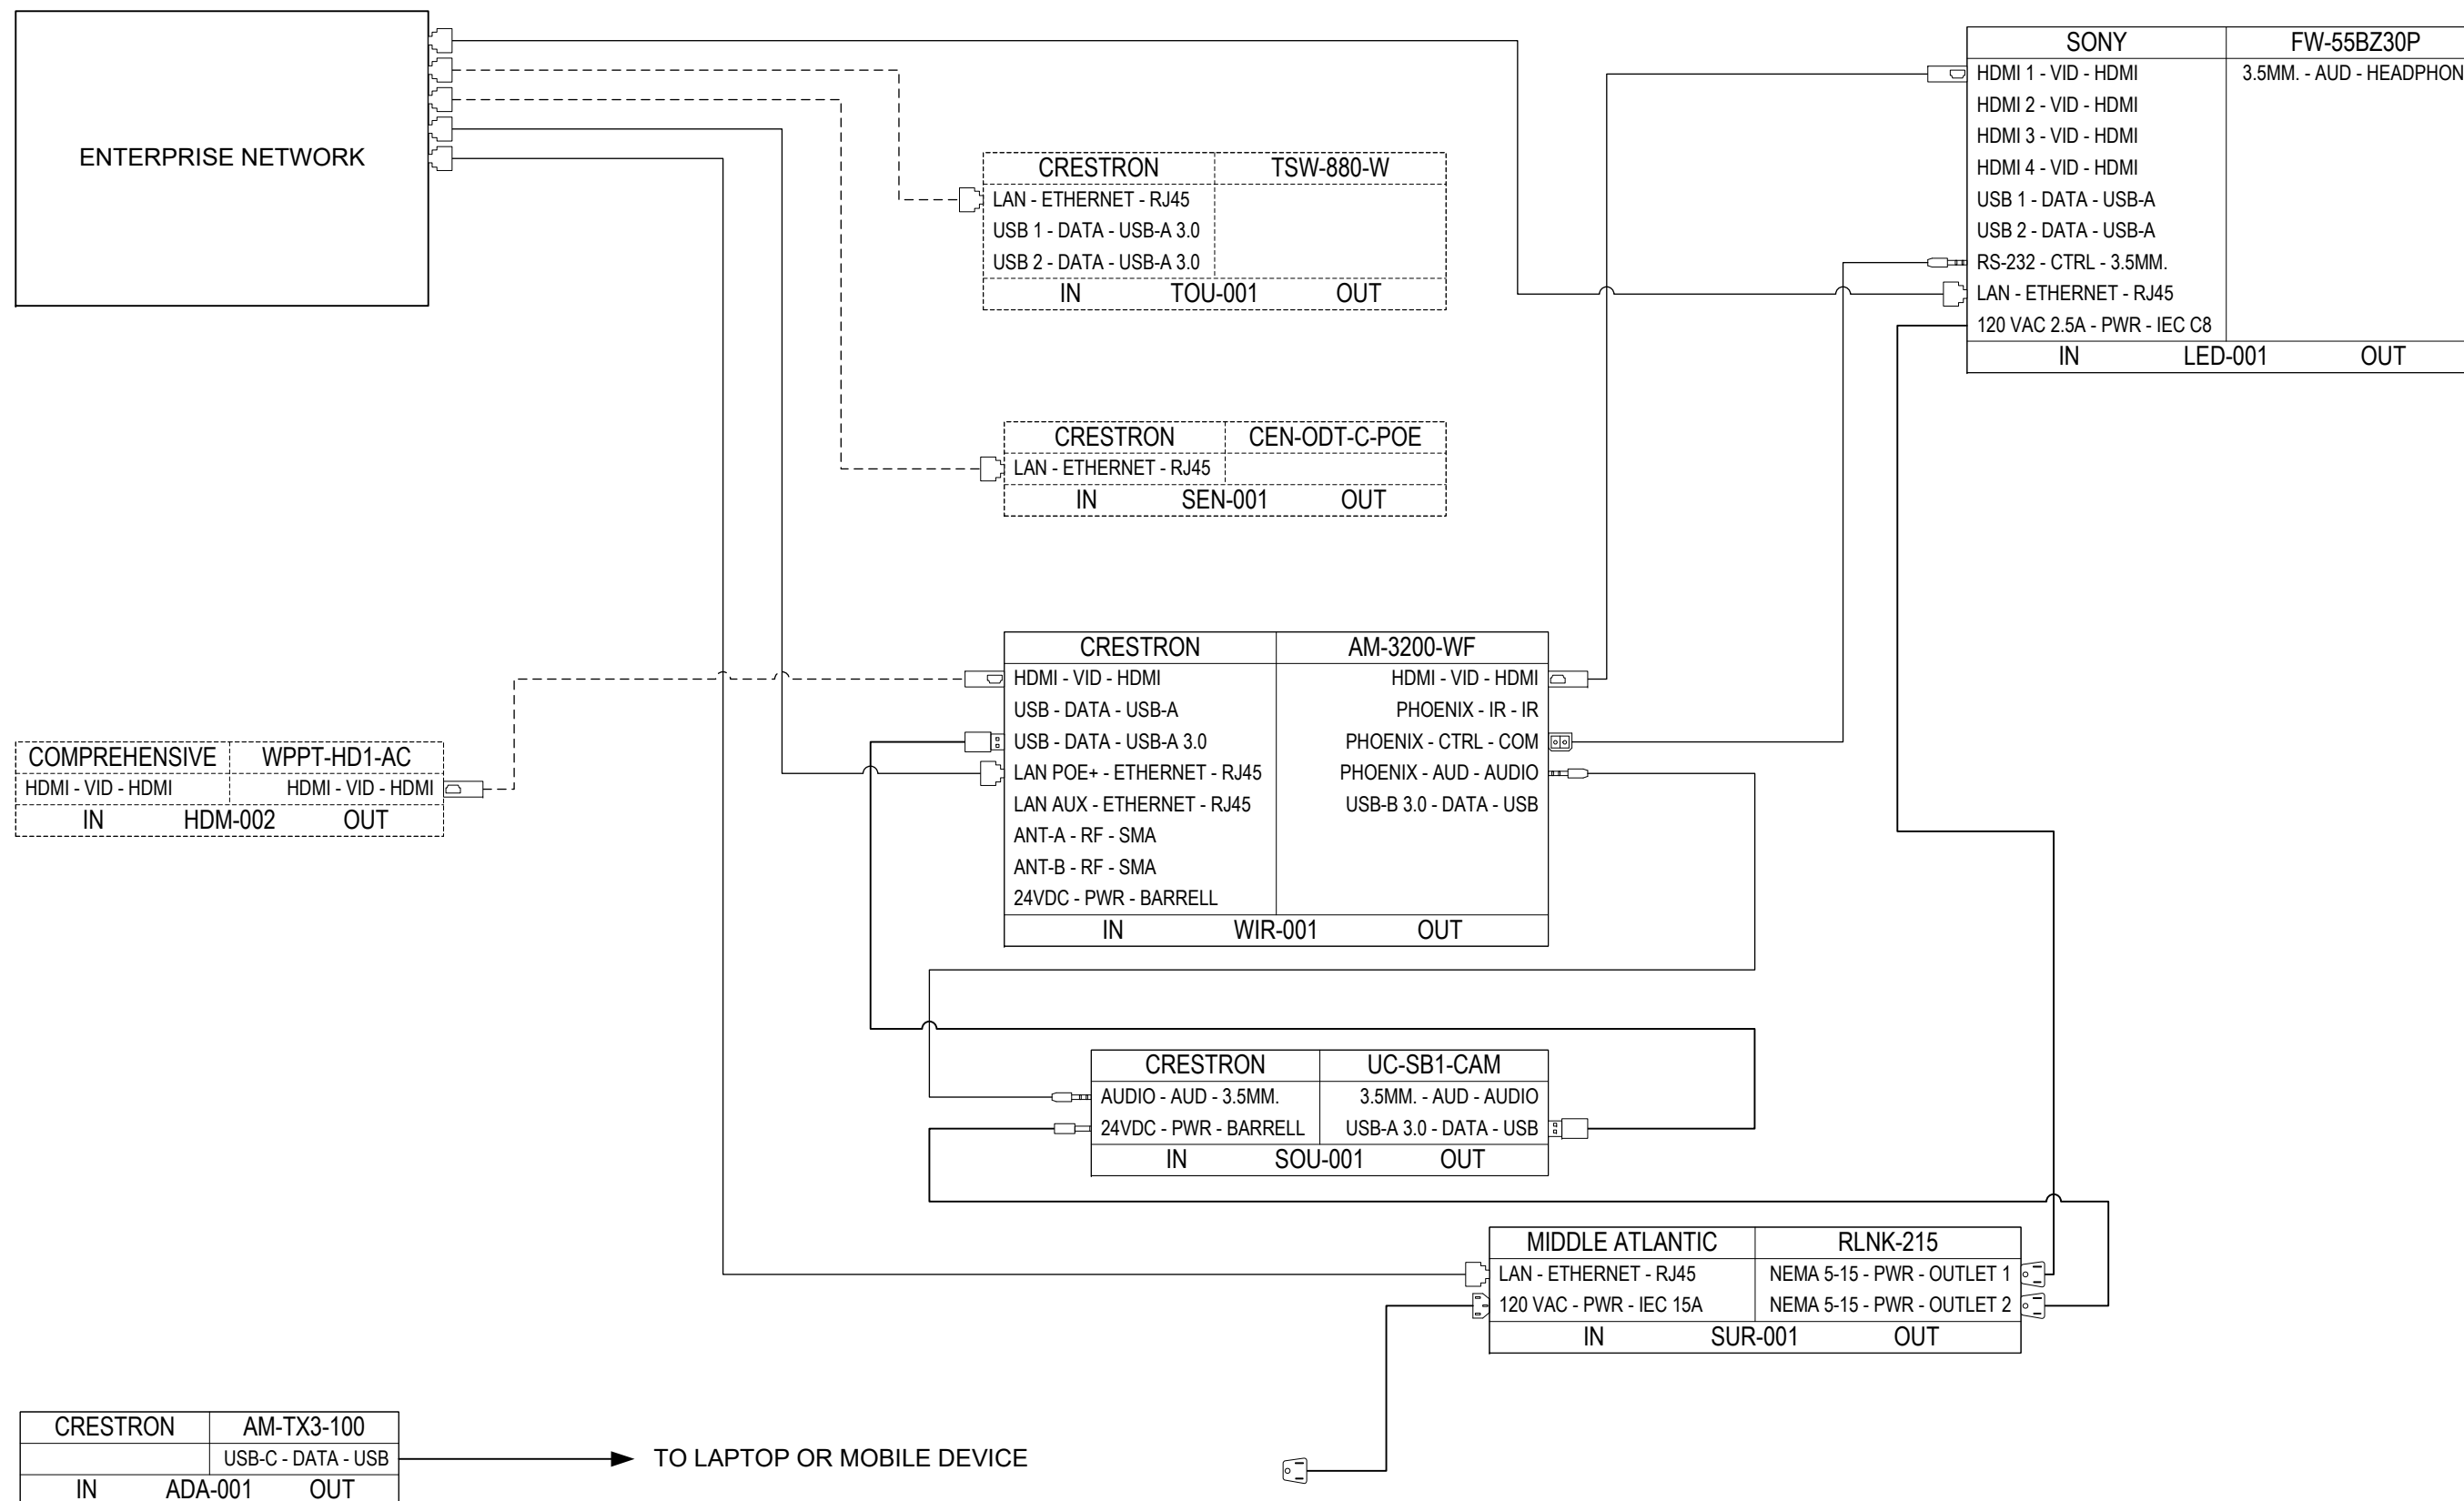 ENTERPRISE NETWORK
SONY FW-55BZ30P
HDMI 1 - VID - HDMI 3.5MM. - AUD - HEADPHON
HDMI 2 - VID - HDMI
HDMI 3 - VID - HDMI
HDMI 4 - VID - HDMI
USB 1 - DATA - USB-A
USB 2 - DATA - USB-A
RS-232 - CTRL - 3.5MM.
LAN - ETHERNET - RJ45
120 VAC 2.5A - PWR - IEC C8
IN LED-001 OUT
CRESTRON TSW-880-W
LAN - ETHERNET - RJ45
USB 1 - DATA - USB-A 3.0
USB 2 - DATA - USB-A 3.0
IN TOU-001 OUT
CRESTRON CEN-ODT-C-POE
LAN - ETHERNET - RJ45
IN SEN-001 OUT
CRESTRON AM-3200-WF
HDMI - VID - HDMI HDMI - VID - HDMI
USB - DATA - USB-A PHOENIX - IR - IR
USB - DATA - USB-A 3.0 PHOENIX - CTRL - COM
LAN POE+ - ETHERNET - RJ45 PHOENIX - AUD - AUDIO
LAN AUX - ETHERNET - RJ45 USB-B 3.0 - DATA - USB
ANT-A - RF - SMA
ANT-B - RF - SMA
24VDC - PWR - BARRELL
IN WIR-001 OUT
COMPREHENSIVE WPPT-HD1-AC
HDMI - VID - HDMI HDMI - VID - HDMI
IN HDM-002 OUT
CRESTRON UC-SB1-CAM
AUDIO - AUD - 3.5MM. 3.5MM. - AUD - AUDIO
24VDC - PWR - BARRELL USB-A 3.0 - DATA - USB
IN SOU-001 OUT
MIDDLE ATLANTIC RLNK-215
LAN - ETHERNET - RJ45 NEMA 5-15 - PWR - OUTLET 1
120 VAC - PWR - IEC 15A NEMA 5-15 - PWR - OUTLET 2
IN SUR-001 OUT
CRESTRON AM-TX3-100
USB-C - DATA - USB
IN ADA-001 OUT
TO LAPTOP OR MOBILE DEVICE